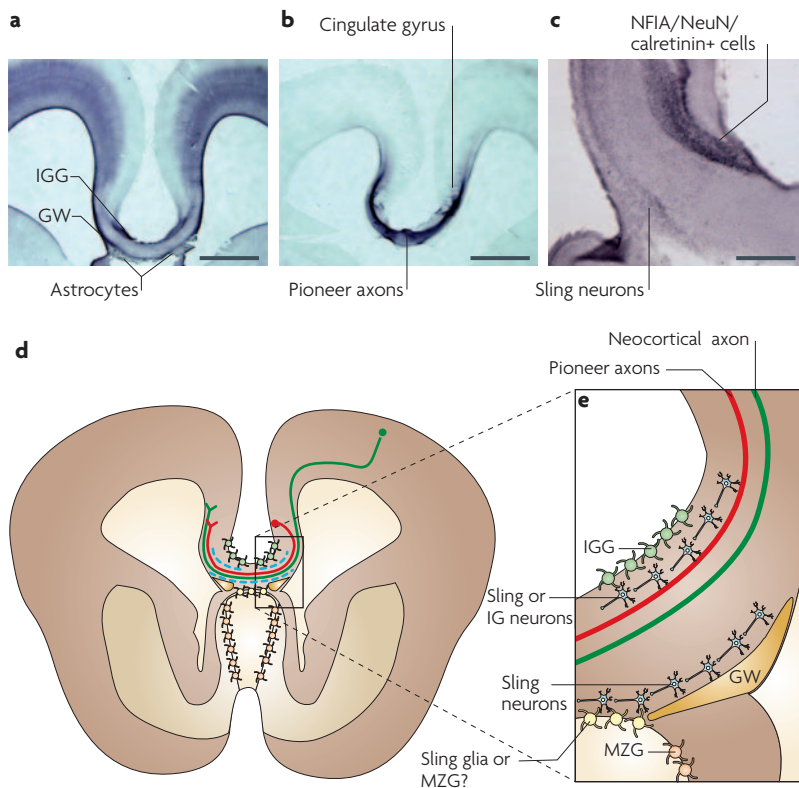 a
b
c
Cingulate gyrus
NFIA/NeuN/
calretinin+ cells
IGG
GW
Astrocytes
Pioneer axons
Sling neurons
d
Neocortical axon
Pioneer axons
e
IGG
Sling or
IG neurons
Sling
neurons
GW
MZG
Sling glia or
MZG?